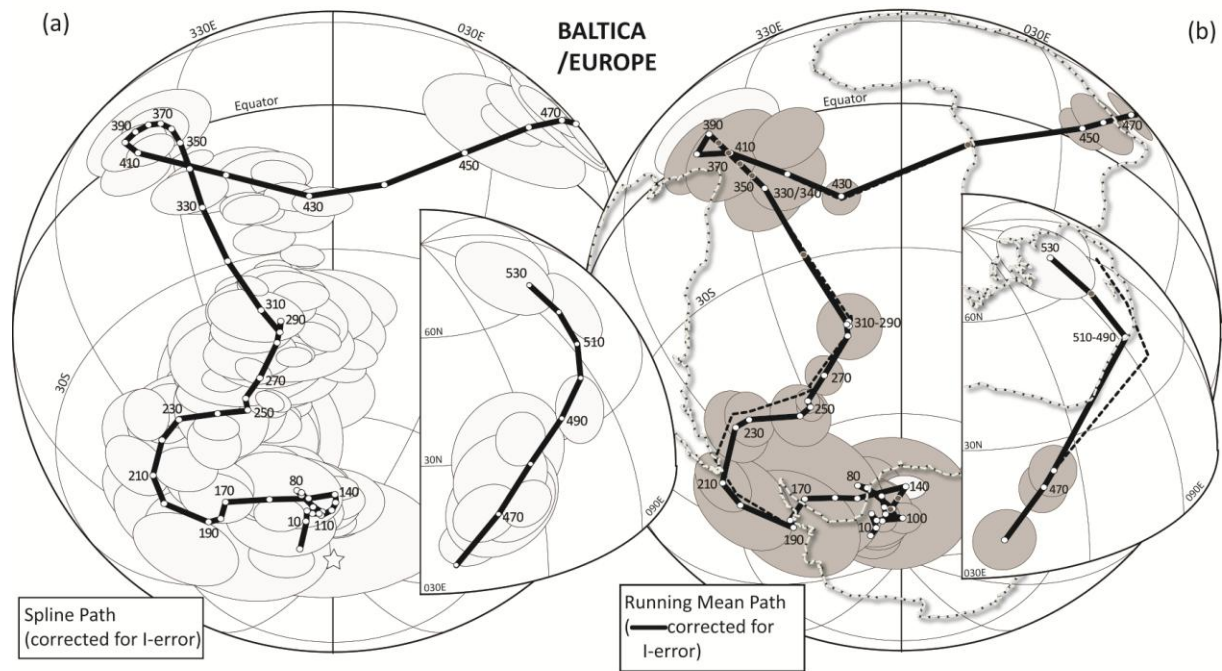 (a)
BALTICA
/EUROPE
(b)
330E
030E
Equator
390
370
350
410
330
430
450
470
310
290
30S
270
250
230
210
190
170
80
10
140
110
530
510
490
470
60N
30N
090E
030E
Spline Path
(corrected for I-error)
330E
030E
Equator
390
410
370
350
330/340
430
450
470
30S
310-290
270
250
230
210
190
170
80
10
140
100
530
510-490
470
60N
30N
090E
030E
Running Mean Path
(corrected for
I-error)